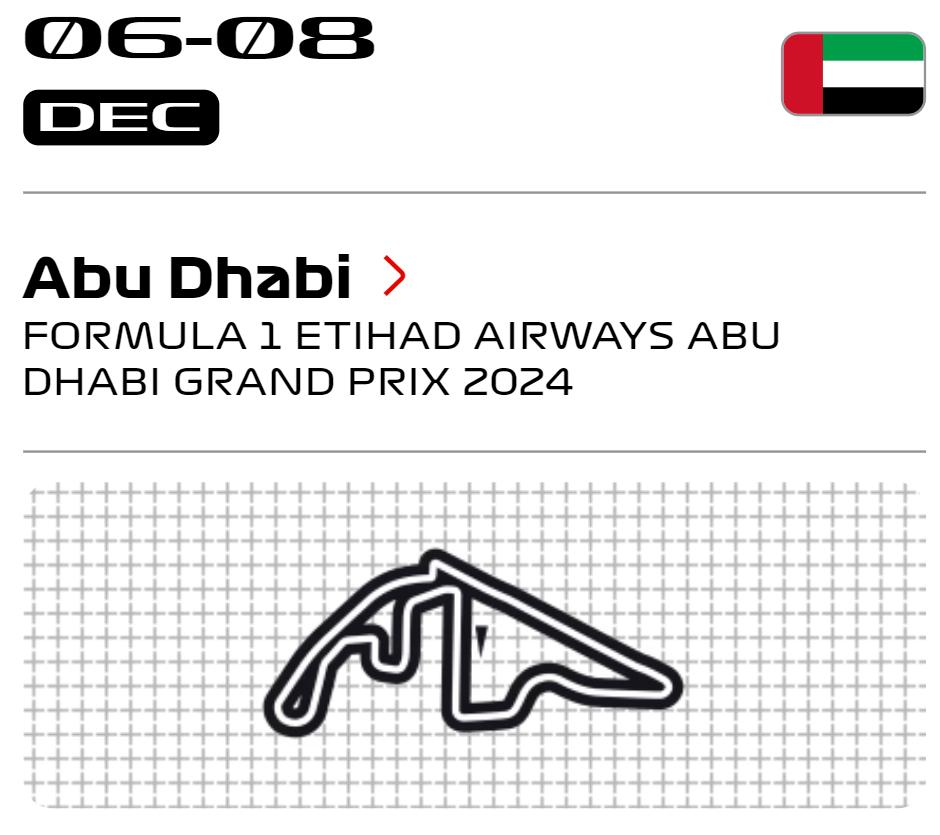 06-08
DEC
Abu Dhabi
FORMULA 1 ETIHAD AIRWAYS ABU
DHABI GRAND PRIX 2024